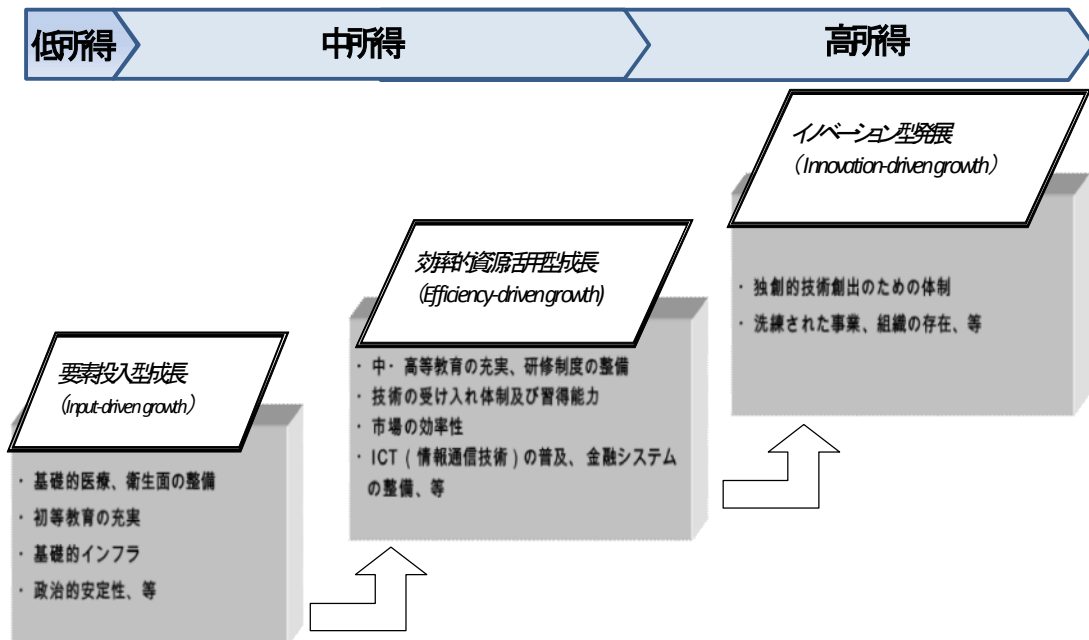 低所得
中所得
高所得
要素投入型成長
（Input-driven growth）
・ 基礎的医療、衛生面の整備
・ 初等教育の充実
・ 基礎的インフラ
・ 政治的安定性、等
効率的資源活用型成長
（Efficiency-driven growth)
・ 中・ 高等教育の充実、研修制度の整備
・ 技術の受け入れ体制及び習得能力
・ 市場の効率性
・ ICT ( 情報通信技術 ) の普及、金融システム
の整備、等
イノベーション型発展
（Innovation-driven growth）
・ 独創的技術創出のための体制
・ 洗練された事業、組織の存在、等